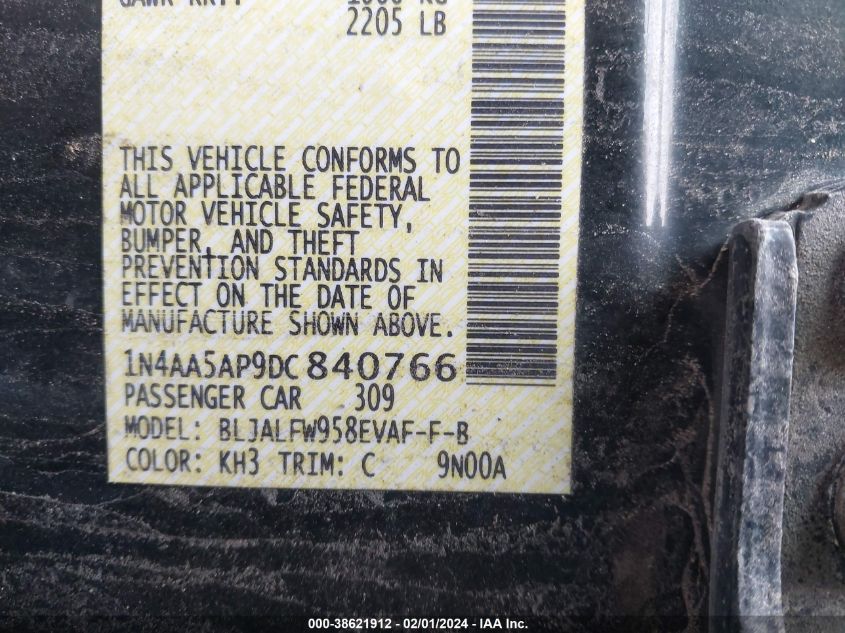 2205 LB
THIS VEHICLE CONFORMS TO
ALL APPLICABLE FEDERAL
MOTOR VEHICLE SAFETY,
BUMPER, AND THEFT
PREVENTION STANDARDS IN
EFFECT ON THE DATE OF
MANUFACTURE SHOWN ABOVE.
1N4AA5AP9DC840766
PASSENGER CAR 309
MODEL: BLJALFW958EVAF-F-B
COLOR: KH3 TRIM: C 9N00A
000-38621912 - 02/01/2024 - IAA Inc.